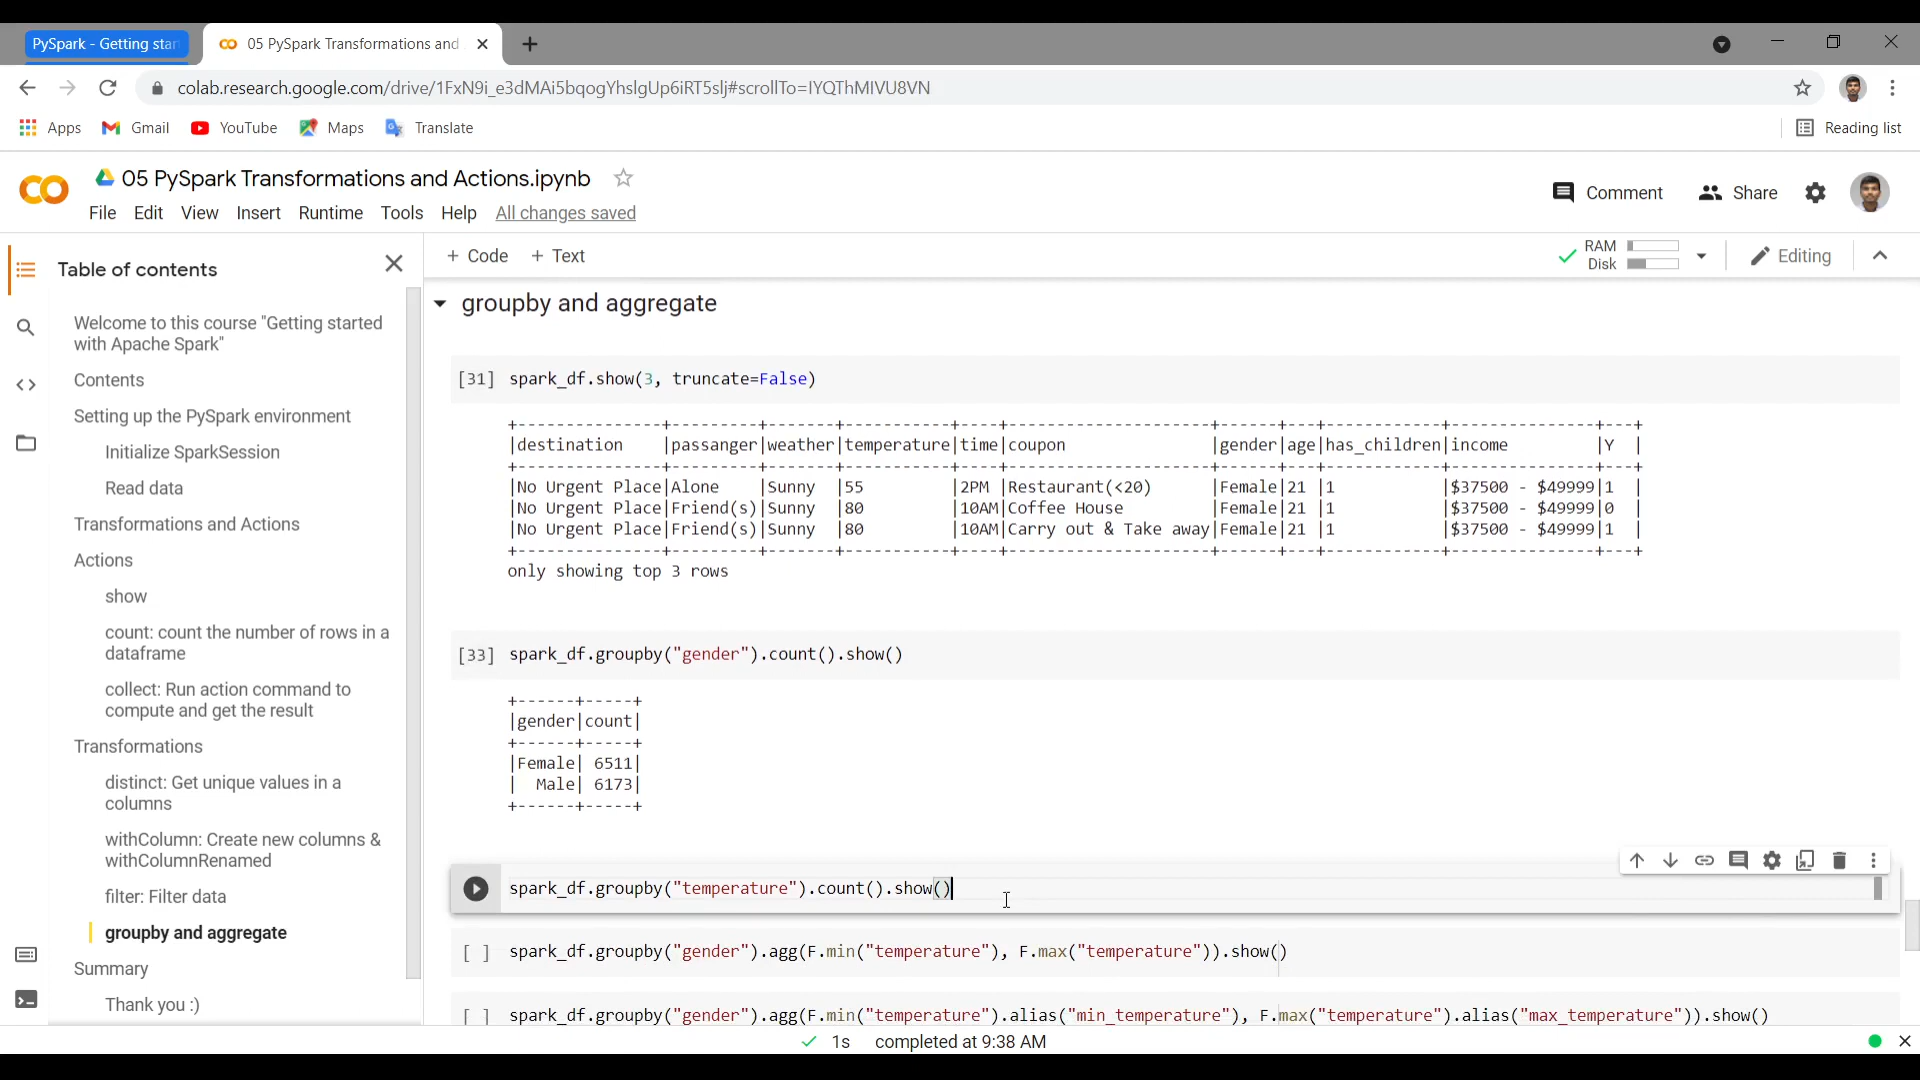 PySpark - Getting star
05 PySpark Transformations and
colab.research.google.com/drive/1FxN9i_e3dMAi5bqogYhslgUp6iRT5slj#scrollTo=IYQThMIVU8VN
Apps Gmail YouTube Maps Translate Reading list
05 PySpark Transformations and Actions.ipynb
Comment Share
File Edit View Insert Runtime Tools Help All changes saved
Table of contents
Welcome to this course "Getting started
with Apache Spark"
Contents
Setting up the PySpark environment
Initialize SparkSession
Read data
Transformations and Actions
Actions
show
count: count the number of rows in a
dataframe
collect: Run action command to
compute and get the result
Transformations
distinct: Get unique values in a
columns
withColumn: Create new columns &
withColumnRenamed
filter: Filter data
groupby and aggregate
Summary
Thank you :)
+ Code + Text
RAM
Disk
Editing
groupby and aggregate
[31] spark_df.show(3, truncate=False)
+---------------+---------+-------+-----------+----+---------------------+------+---+------------+---------------+---+
|destination    |passanger|weather|temperature|time|coupon               |gender|age|has_children|income         |Y  |
+---------------+---------+-------+-----------+----+---------------------+------+---+------------+---------------+---+
|No Urgent Place|Alone    |Sunny  |55         |2PM |Restaurant(<20)      |Female|21 |1           |$37500 - $49999|1  |
|No Urgent Place|Friend(s)|Sunny  |80         |10AM|Coffee House         |Female|21 |1           |$37500 - $49999|0  |
|No Urgent Place|Friend(s)|Sunny  |80         |10AM|Carry out & Take away|Female|21 |1           |$37500 - $49999|1  |
+---------------+---------+-------+-----------+----+---------------------+------+---+------------+---------------+---+
only showing top 3 rows
[33] spark_df.groupby("gender").count().show()
+------+-----+
|gender|count|
+------+-----+
|Female| 6511|
|  Male| 6173|
+------+-----+
spark_df.groupby("temperature").count().show()
[ ] spark_df.groupby("gender").agg(F.min("temperature"), F.max("temperature")).show()
[ ] spark_df.groupby("gender").agg(F.min("temperature").alias("min_temperature"), F.max("temperature").alias("max_temperature")).show()
1s completed at 9:38 AM